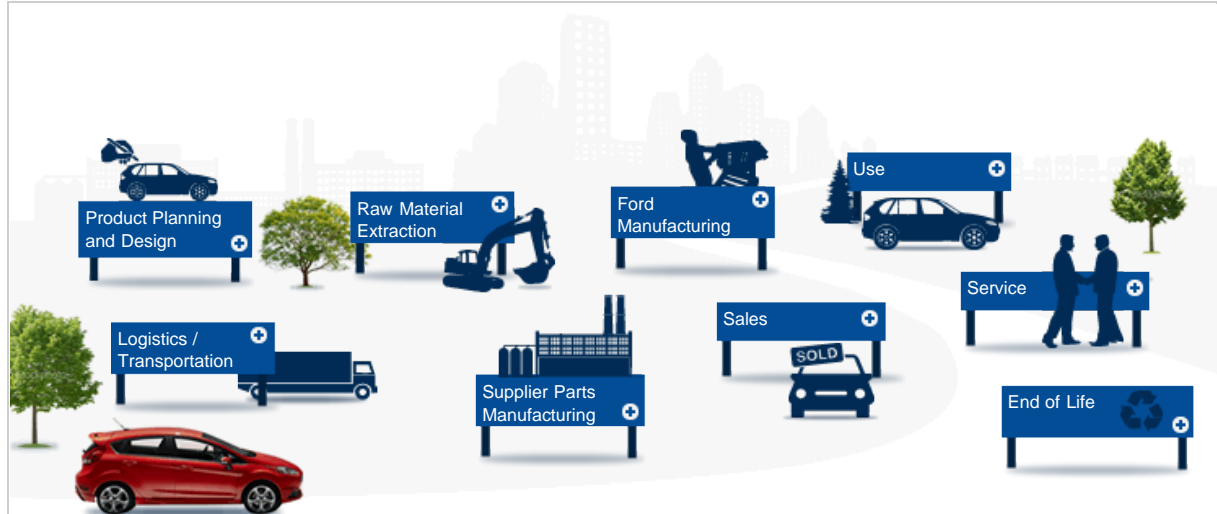 Product Planning
and Design
Raw Material
Extraction
Ford
Manufacturing
Use
Logistics /
Transportation
Supplier Parts
Manufacturing
Sales
SOLD
Service
End of Life